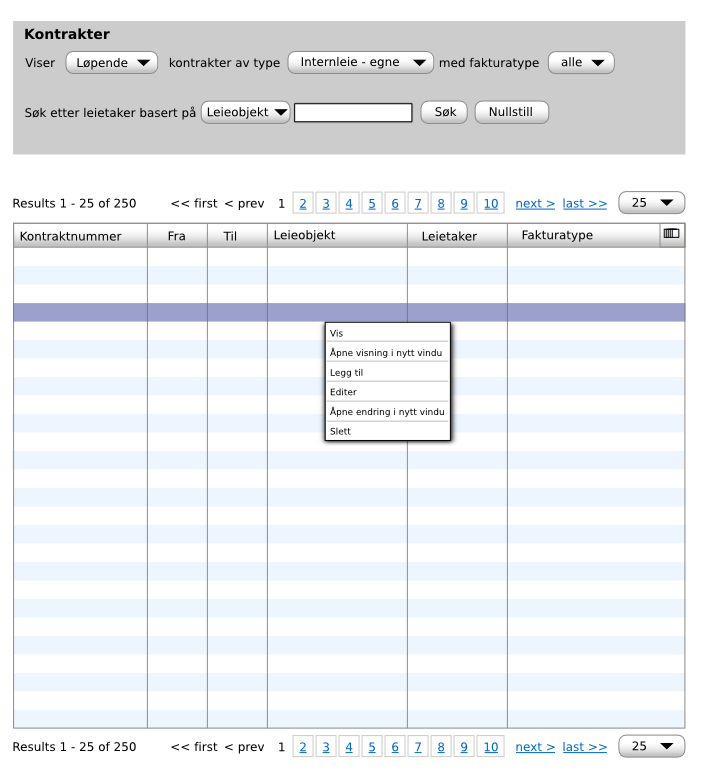 Kontrakter
Viser Løpende kontrakter av type Internleie - egne med fakturatype alle
Søk etter leietaker basert på Leieobjekt Søk Nullstill
Results 1 - 25 of 250 << first < prev 1 2 3 4 5 6 7 8 9 10 next > last >> 25
Kontraktnummer Fra Til Leieobjekt Leietaker Fakturatype
Vis
Åpne visning i nytt vindu
Legg til
Editer
Åpne endring i nytt vindu
Slett
Results 1 - 25 of 250 << first < prev 1 2 3 4 5 6 7 8 9 10 next > last >> 25